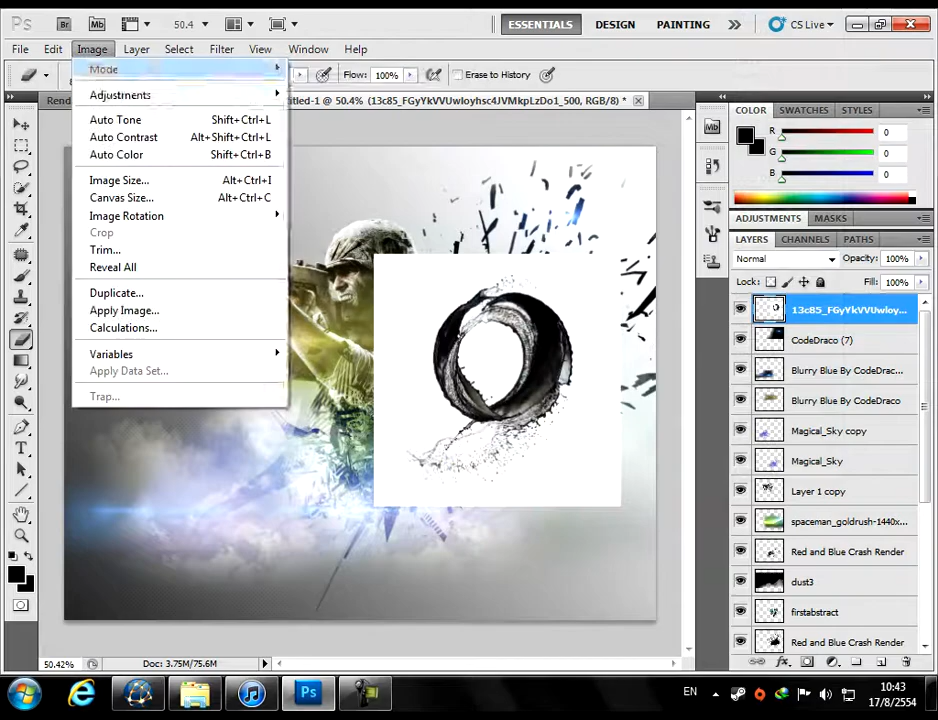 Ps Br Mb 50.4 ESSENTIALS DESIGN PAINTING CS Live
File Edit Image Layer Select Filter View Window Help
Flow: 100% Erase to History
Mode
Adjustments
Auto Tone Shift+Ctrl+L
Auto Contrast Alt+Shift+Ctrl+L
Auto Color Shift+Ctrl+B
Image Size... Alt+Ctrl+I
Canvas Size... Alt+Ctrl+C
Image Rotation
Crop
Trim...
Reveal All
Duplicate...
Apply Image...
Calculations...
Variables
Apply Data Set...
Trap...
titled-1 @ 50.4% (13c85_FGyYkVVUwloyhsc4JVMkpLzDo1_500, RGB/8) *
COLOR SWATCHES STYLES
R 0
G 0
B 0
ADJUSTMENTS MASKS
LAYERS CHANNELS PATHS
Normal Opacity: 100%
Lock: Fill: 100%
13c85_FGyYkVVUwloy...
CodeDraco (7)
Blurry Blue By CodeDrac...
Blurry Blue By CodeDraco
Magical_Sky copy
Magical_Sky
Layer 1 copy
spaceman_goldrush-1440x...
Red and Blue Crash Render
dust3
firstabstract
Red and Blue Crash Render
50.42% Doc: 3.75M/75.6M
Ps EN 10:43
17/8/2554